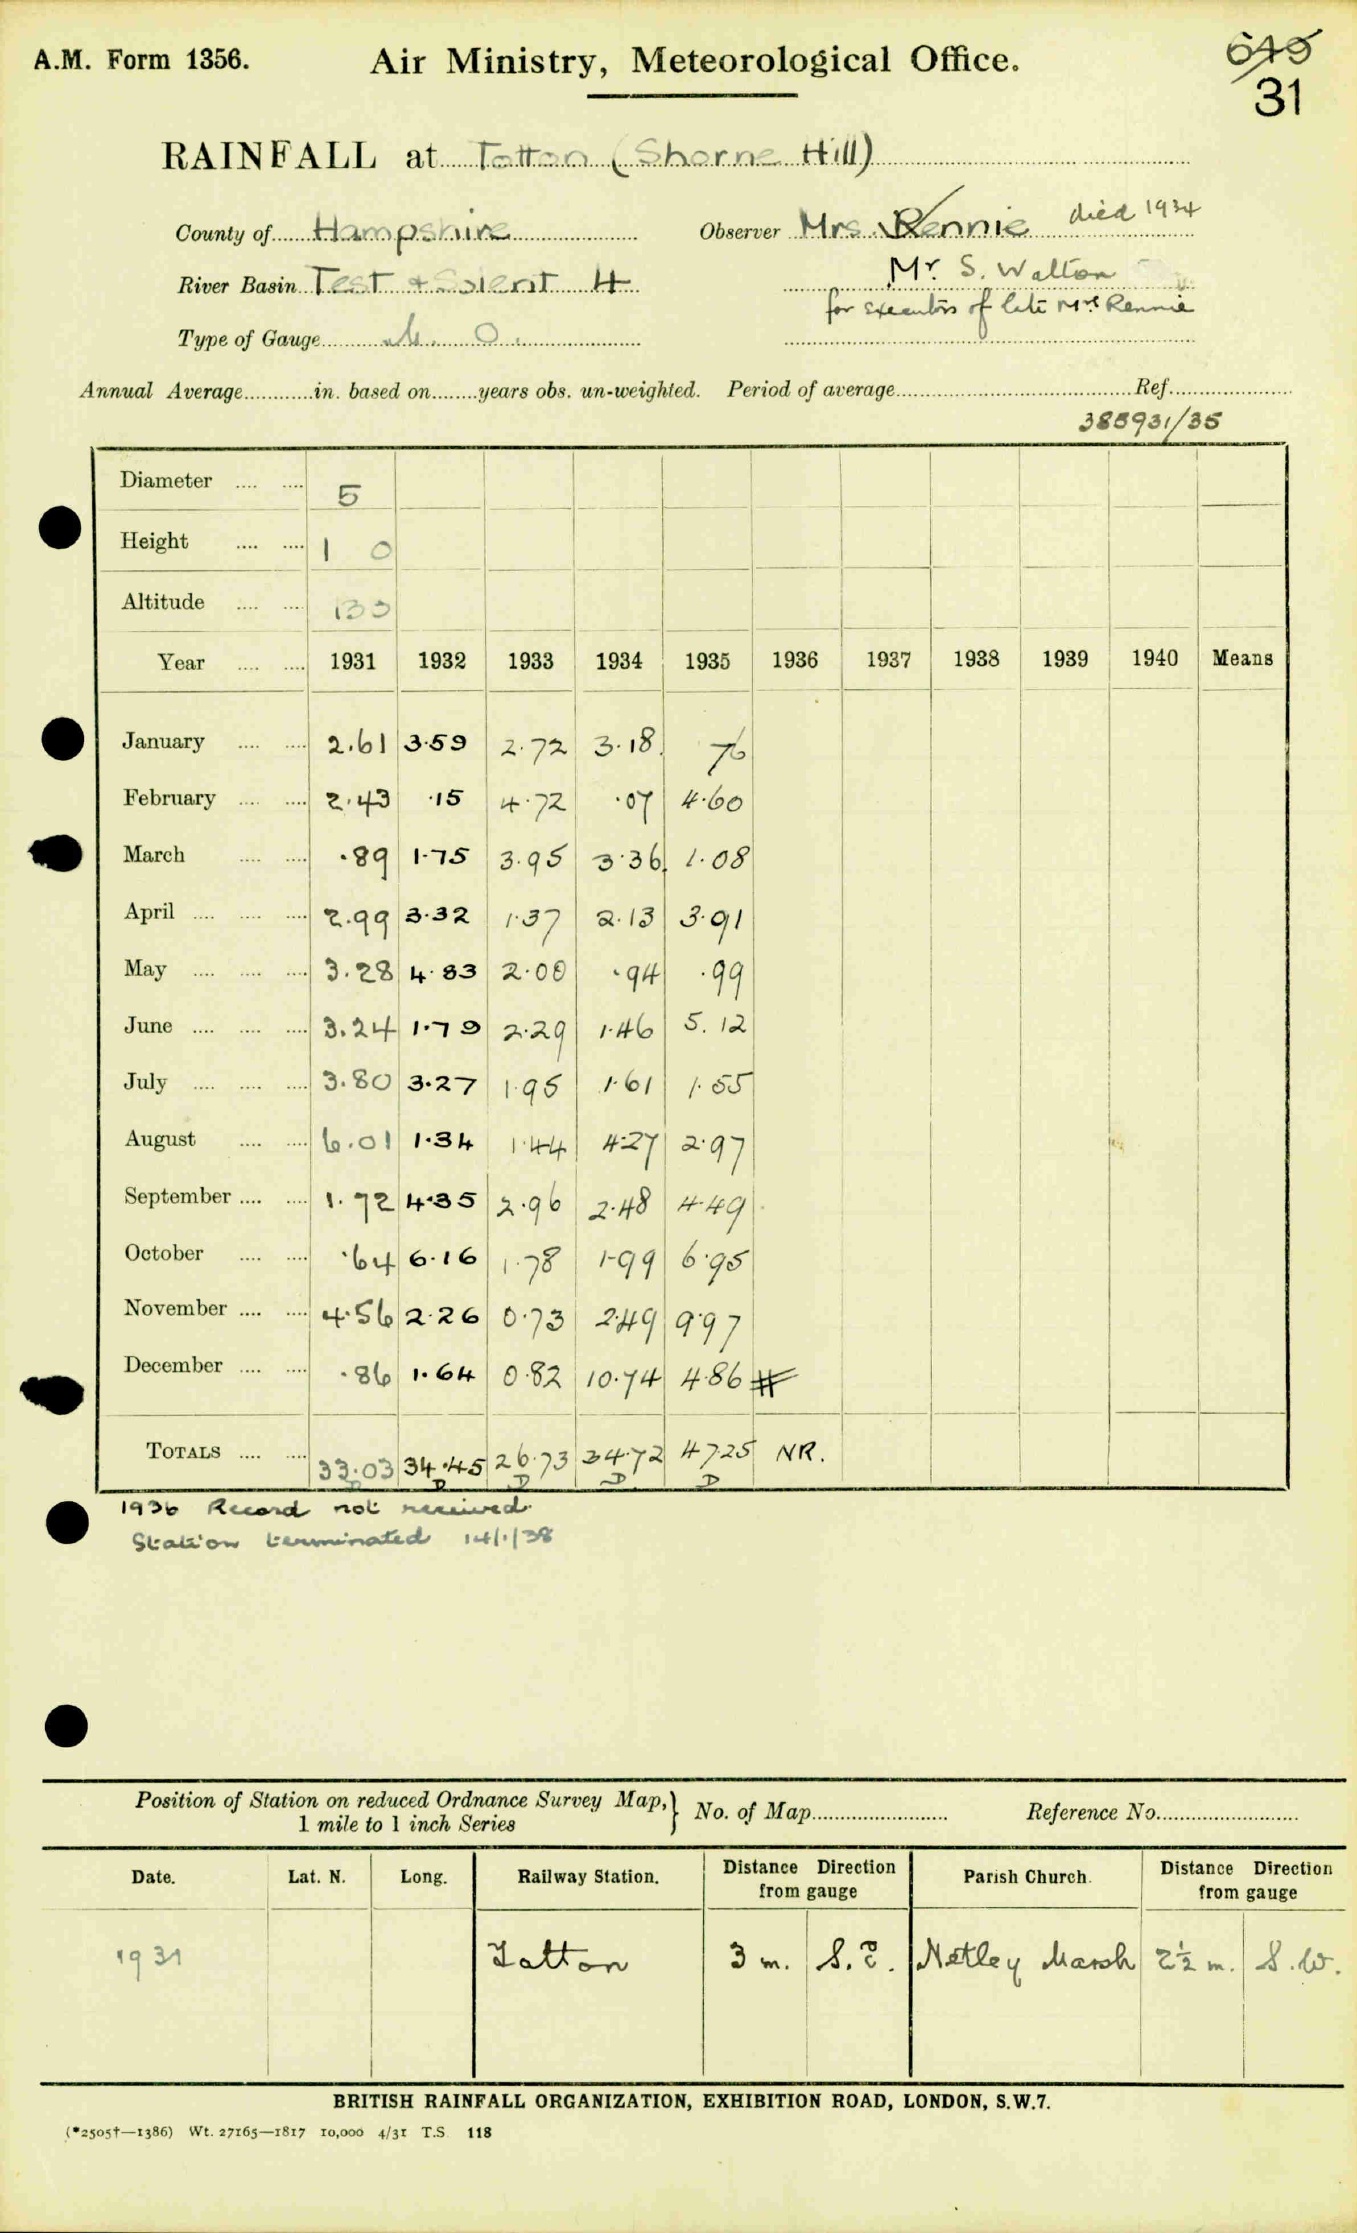 A.M. Form 1356.
Air Ministry, Meteorological Office.
649
31
RAINFALL at Totton (Shorne Hill)
County of Hampshire
Observer Mrs Rennie died 1934
River Basin Test + Solent 4
Mr. S. Walton
for executors of late Mrs Rennie
Type of Gauge M. O.
Annual Average in. based on years obs. un-weighted. Period of average Ref.
385931/35
Diameter 5
Height 1 0
Altitude 133
Year 1931 1932 1933 1934 1935 1936 1937 1938 1939 1940 Means
January 2.61 3.59 2.72 3.18 76
February 2.43 .15 4.72 .07 4.60
March .89 1.75 3.95 3.36 1.08
April 2.99 3.32 1.37 2.13 3.91
May 3.28 4.83 2.00 .94 .99
June 3.24 1.79 2.29 1.46 5.12
July 3.80 3.27 1.95 1.61 1.55
August 6.01 1.34 1.44 4.27 2.97
September 1.72 4.35 2.96 2.48 4.49
October .64 6.16 1.78 1.99 6.95
November 4.56 2.26 0.73 2.49 9.97
December .86 1.64 0.82 10.74 4.86 #
TOTALS 33.03 34.45 26.73 34.72 47.25 NR.
D D D D D
1936 Record not received
Station terminated 14/1/38
Position of Station on reduced Ordnance Survey Map,} No. of Map Reference No.
1 mile to 1 inch Series
Date. Lat. N. Long. Railway Station. Distance Direction from gauge Parish Church. Distance Direction from gauge
1931 Totton 3 m. S.E. Netley Marsh 2½ m. S.W.
BRITISH RAINFALL ORGANIZATION, EXHIBITION ROAD, LONDON, S.W.7.
(*2505†—1386) Wt. 27165—1817 10,000 4/31 T.S 118